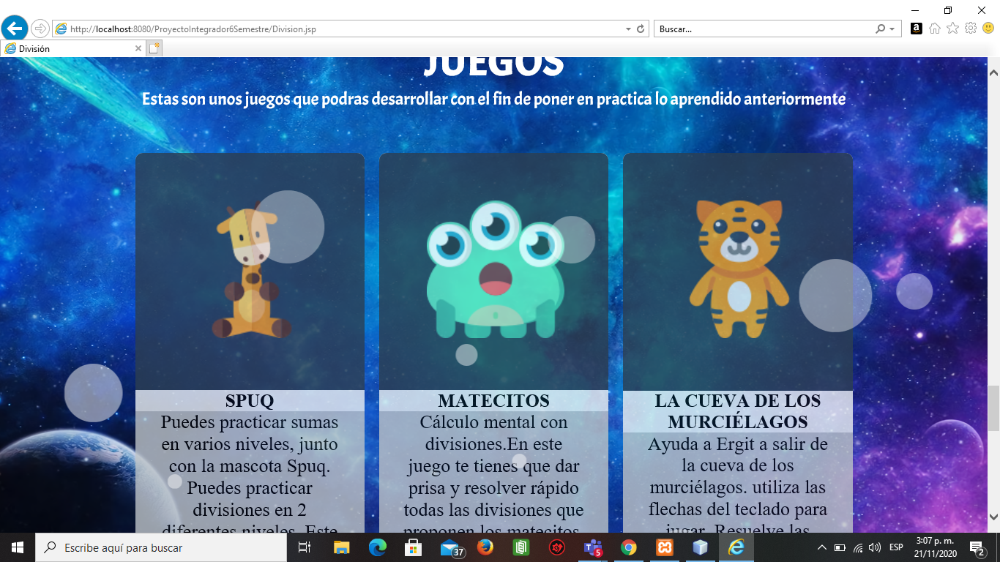 http://localhost:8080/ProyectoIntegrador6Semestre/Division.jsp
Buscar...
División
JUEGOS
Estas son unos juegos que podras desarrollar con el fin de poner en practica lo aprendido anteriormente
SPUQ
Puedes practicar sumas
en varios niveles, junto
con la mascota Spuq.
Puedes practicar
divisiones en 2
diferentes niveles. Este
MATECITOS
Cálculo mental con
divisiones.En este
juego te tienes que dar
prisa y resolver rápido
todas las divisiones que
proponen los matecitos.
LA CUEVA DE LOS
MURCIÉLAGOS
Ayuda a Ergit a salir de
la cueva de los
murciélagos. utiliza las
flechas del teclado para
jugar. Resuelve las
Escribe aquí para buscar
37
5
ESP
3:07 p. m.
21/11/2020
2